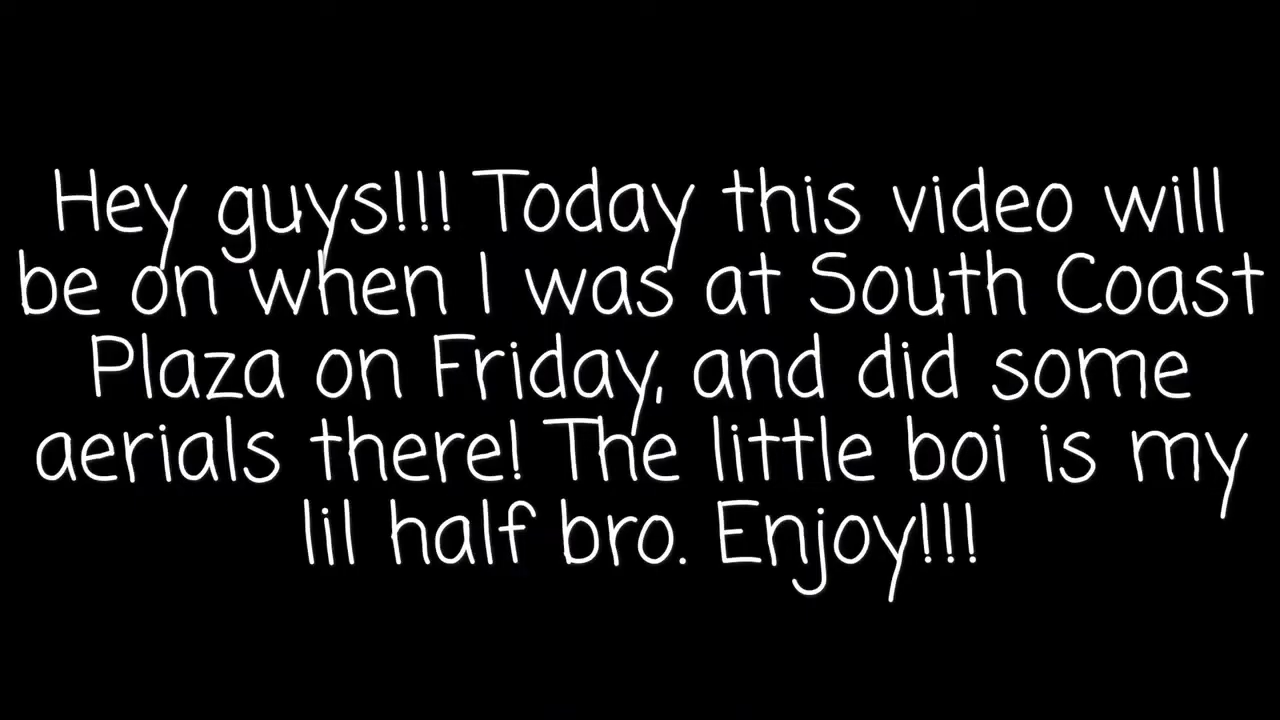 Hey guys!!! Today this video will
be on when I was at South Coast
Plaza on Friday, and did some
aerials there! The little boi is my
lil half bro. Enjoy!!!